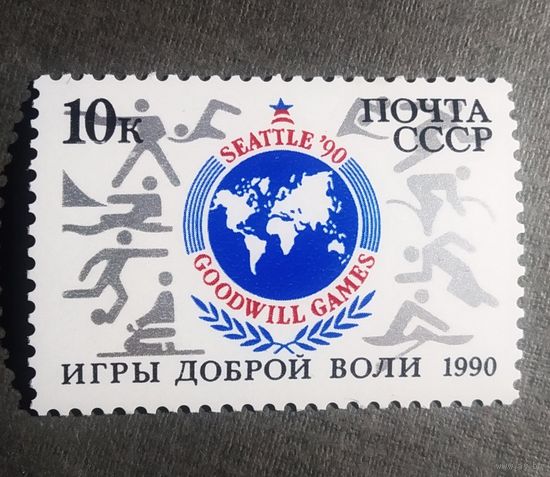 10к
ПОЧТА
СССР
SEATTLE '90
GOODWILL GAMES
ИГРЫ ДОБРОЙ ВОЛИ 1990